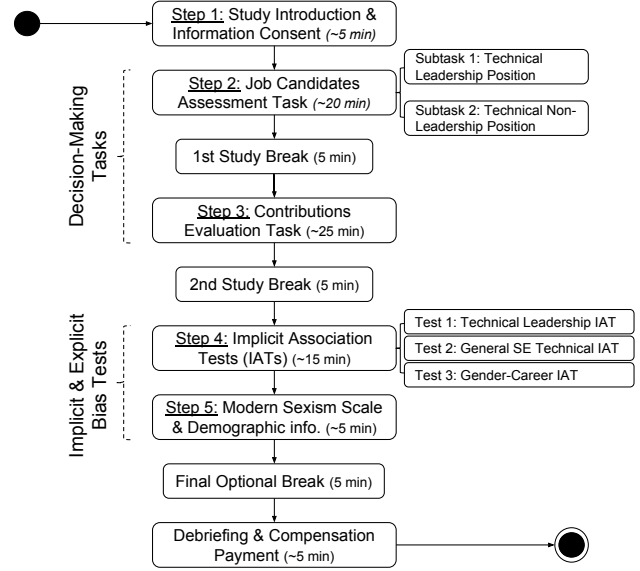 Step 1: Study Introduction &
Information Consent (~5 min)
Step 2: Job Candidates
Assessment Task (~20 min)
Subtask 1: Technical
Leadership Position
Subtask 2: Technical Non-
Leadership Position
Decision-Making
Tasks
1st Study Break (5 min)
Step 3: Contributions
Evaluation Task (~25 min)
2nd Study Break (5 min)
Implicit & Explicit
Bias Tests
Step 4: Implicit Association
Tests (IATs) (~15 min)
Test 1: Technical Leadership IAT
Test 2: General SE Technical IAT
Test 3: Gender-Career IAT
Step 5: Modern Sexism Scale
& Demographic info. (~5 min)
Final Optional Break (5 min)
Debriefing & Compensation
Payment (~5 min)